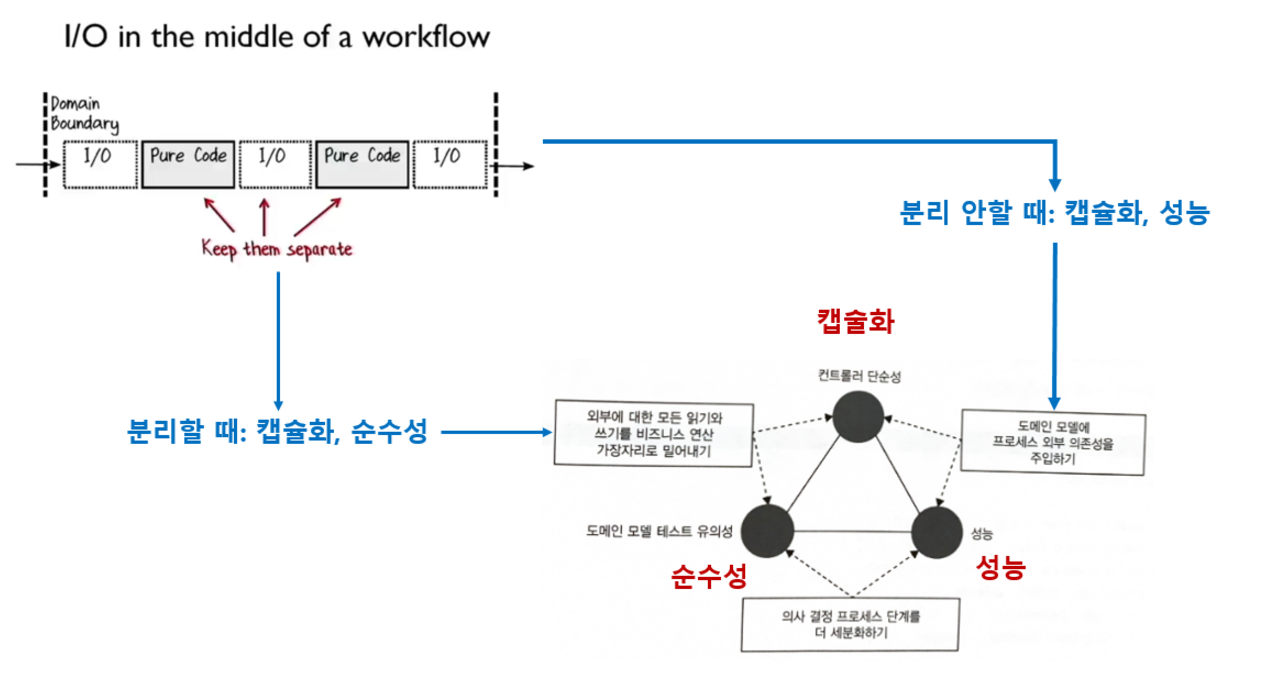 I/O in the middle of a workflow
Domain
Boundary
I/O
Pure Code
I/O
Pure Code
I/O
Keep them separate
분리 안할 때: 캡슐화, 성능
분리할 때: 캡슐화, 순수성
캡술화
컨트롤러 단순성
외부에 대한 모든 읽기와
쓰기를 비즈니스 연산
가장자리로 밀어내기
도메인 모델에
프로세스 외부 의존성을
주입하기
도메인 모델 테스트 유의성
성능
순수성
성능
의사 결정 프로세스 단계를
더 세분화하기